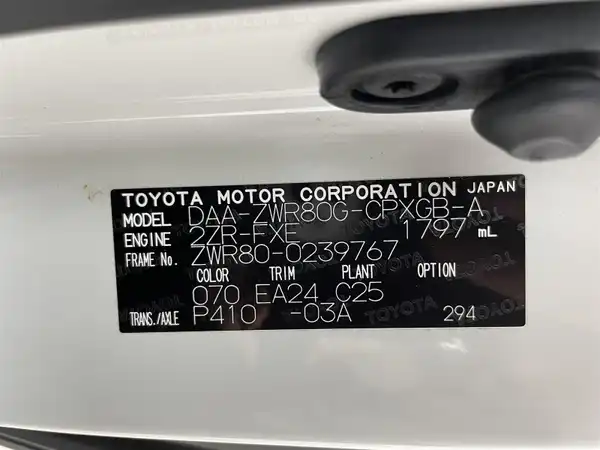 TOYOTA MOTOR CORPORATION JAPAN
MODEL DAA-ZWR80G-CPXGB-A
ENGINE 2ZR-FXE 1797 mL
FRAME No. ZWR80-0239767
COLOR TRIM PLANT OPTION
070 EA24 C25
TRANS./AXLE P410 -03A 294